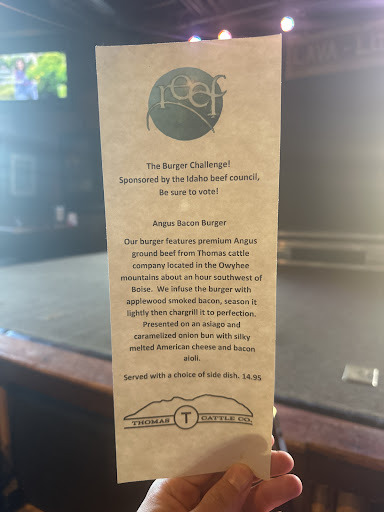 LAVA - L
reef
The Burger Challenge!
Sponsored by the Idaho beef council,
Be sure to vote!
Angus Bacon Burger
Our burger features premium Angus
ground beef from Thomas cattle
company located in the Owyhee
mountains about an hour southwest of
Boise. We infuse the burger with
applewood smoked bacon, season it
lightly then chargrill it to perfection.
Presented on an asiago and
caramelized onion bun with silky
melted American cheese and bacon
aioli.
Served with a choice of side dish. 14.95
THOMAS T CATTLE CO.